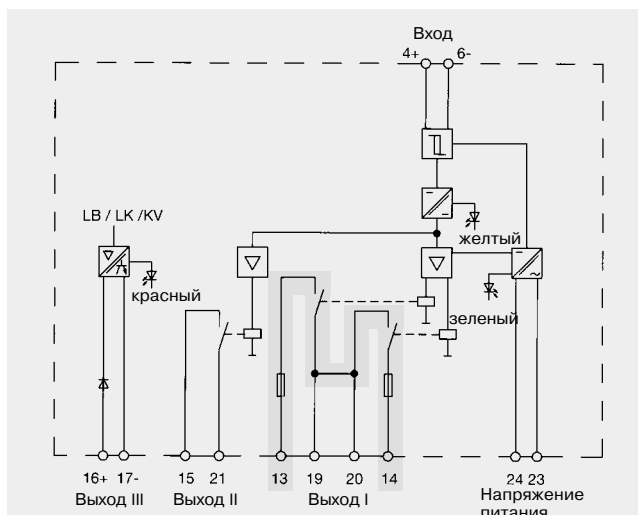 Вход
4+ 6-
LB / LK /KV
желтый
красный
зеленый
16+ 17- 15 21 13 19 20 14 24 23
Выход III Выход II Выход I Напряжение
питания